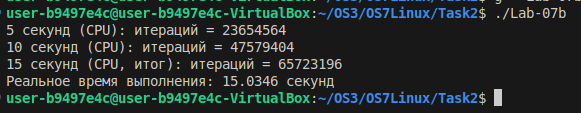 user-b9497e4c@user-b9497e4c-VirtualBox:~/OS3/OS7Linux/Task2$ ./Lab-07b
5 секунд (CPU): итераций = 23654564
10 секунд (CPU): итераций = 47579404
15 секунд (CPU, итог): итераций = 65723196
Реальное время выполнения: 15.0346 секунд
user-b9497e4c@user-b9497e4c-VirtualBox:~/OS3/OS7Linux/Task2$